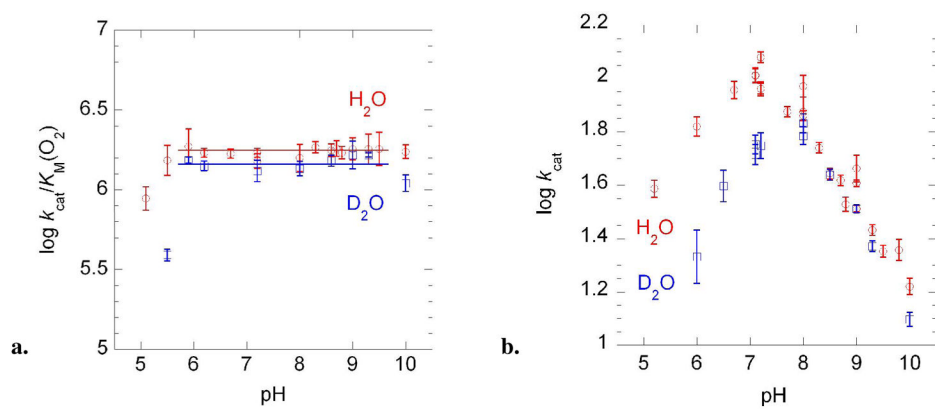 7
6.5
6
5.5
5
log kcat/KM(O2)
H2O
D2O
5 6 7 8 9 10
pH
a.
2.2
2
1.8
1.6
1.4
1.2
1
log kcat
H2O
D2O
5 6 7 8 9 10
pH
b.